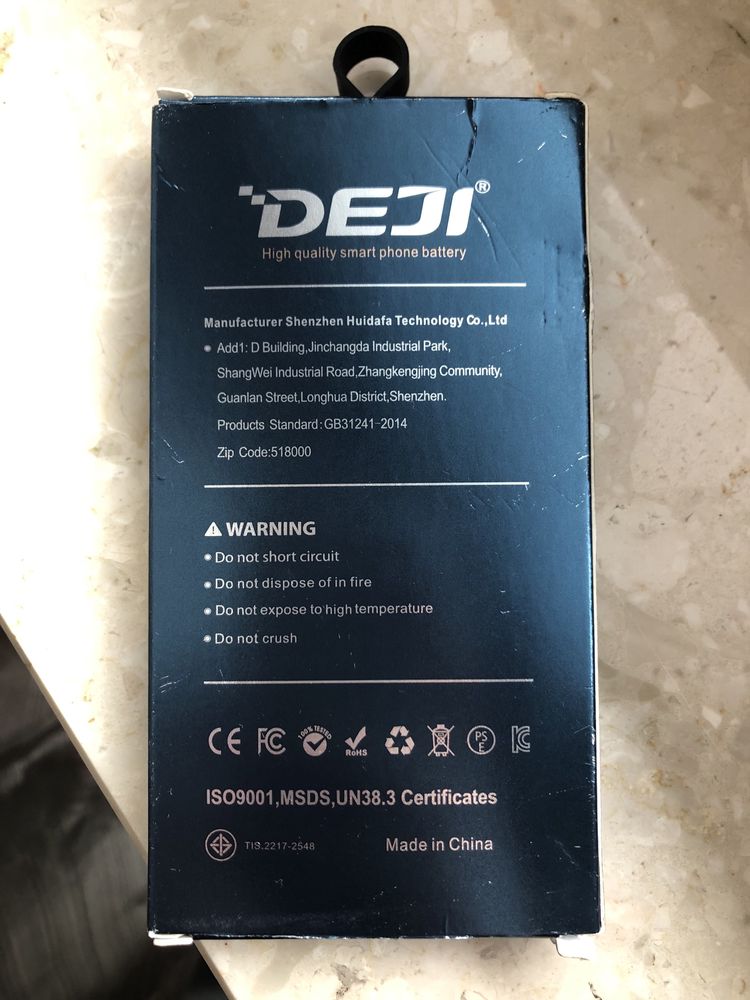 DEJI®
High quality smart phone battery
Manufacturer Shenzhen Huidafa Technology Co.,Ltd
Add1: D Building,Jinchangda Industrial Park,
ShangWei Industrial Road,Zhangkengjing Community,
Guanlan Street,Longhua District,Shenzhen.
Products Standard:GB31241-2014
Zip Code:518000
WARNING
Do not short circuit
Do not dispose of in fire
Do not expose to high temperature
Do not crush
CE FC 100% TESTED RoHS PS E KC
ISO9001,MSDS,UN38.3 Certificates
TIS.2217-2548 Made in China